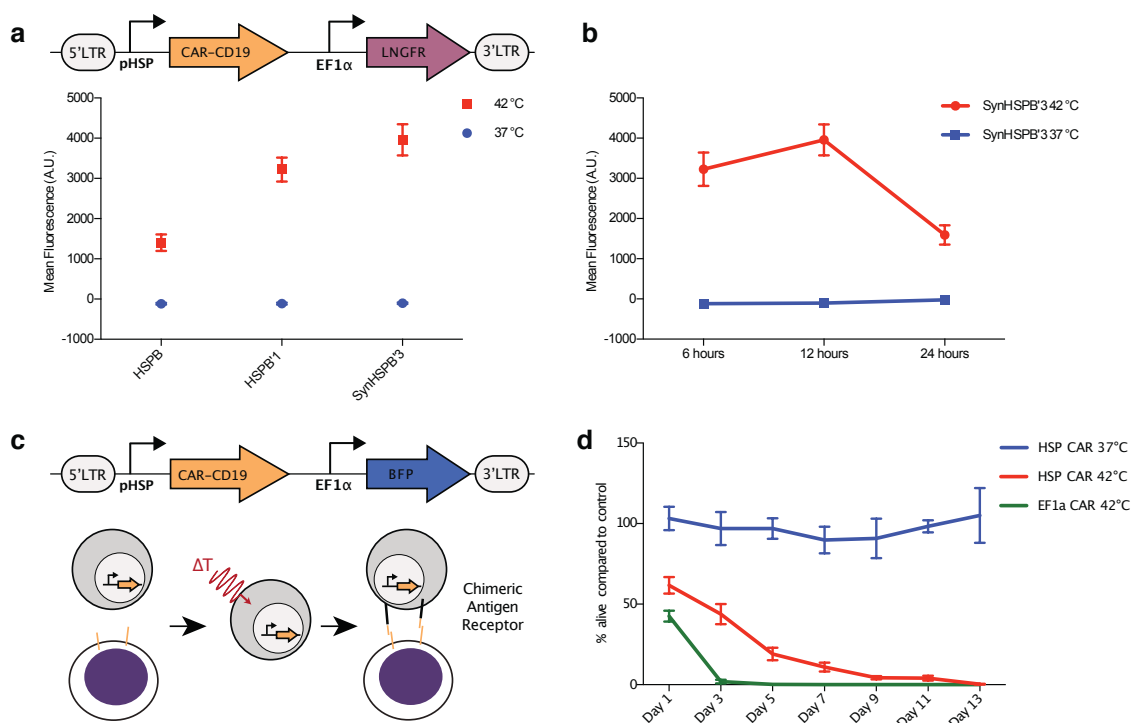 a
5'LTR
pHSP
CAR-CD19
EF1α
LNGFR
3'LTR
5000
4000
3000
2000
1000
0
-1000
Mean Fluorescence (A.U.)
42°C
37°C
HSPB
HSPB'1
SynHSPB'3
b
5000
4000
3000
2000
1000
0
-1000
Mean Fluorescence (A.U.)
SynHSPB'3 42°C
SynHSPB'3 37°C
6 hours
12 hours
24 hours
c
5'LTR
pHSP
CAR-CD19
EF1α
BFP
3'LTR
ΔT
Chimeric
Antigen
Receptor
d
150
100
50
0
% alive compared to control
HSP CAR 37°C
HSP CAR 42°C
EF1a CAR 42°C
Day 1
Day 3
Day 5
Day 7
Day 9
Day 11
Day 13